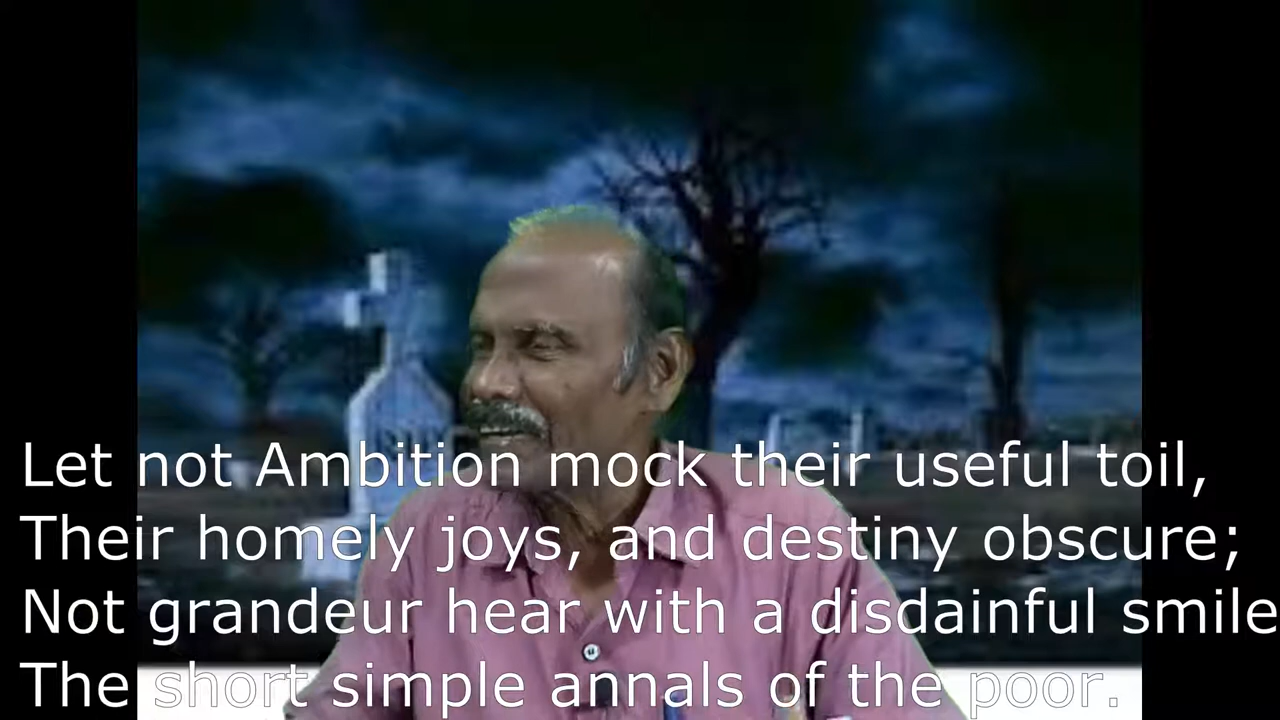 Let not Ambition mock their useful toil,
Their homely joys, and destiny obscure;
Not grandeur hear with a disdainful smile
The short simple annals of the poor.